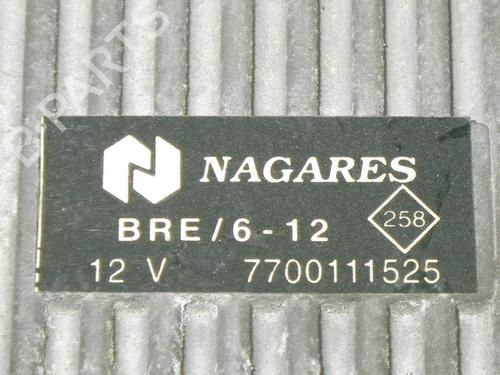 B-PARTS
NAGARES
BRE/6-12
258
12 V 7700111525